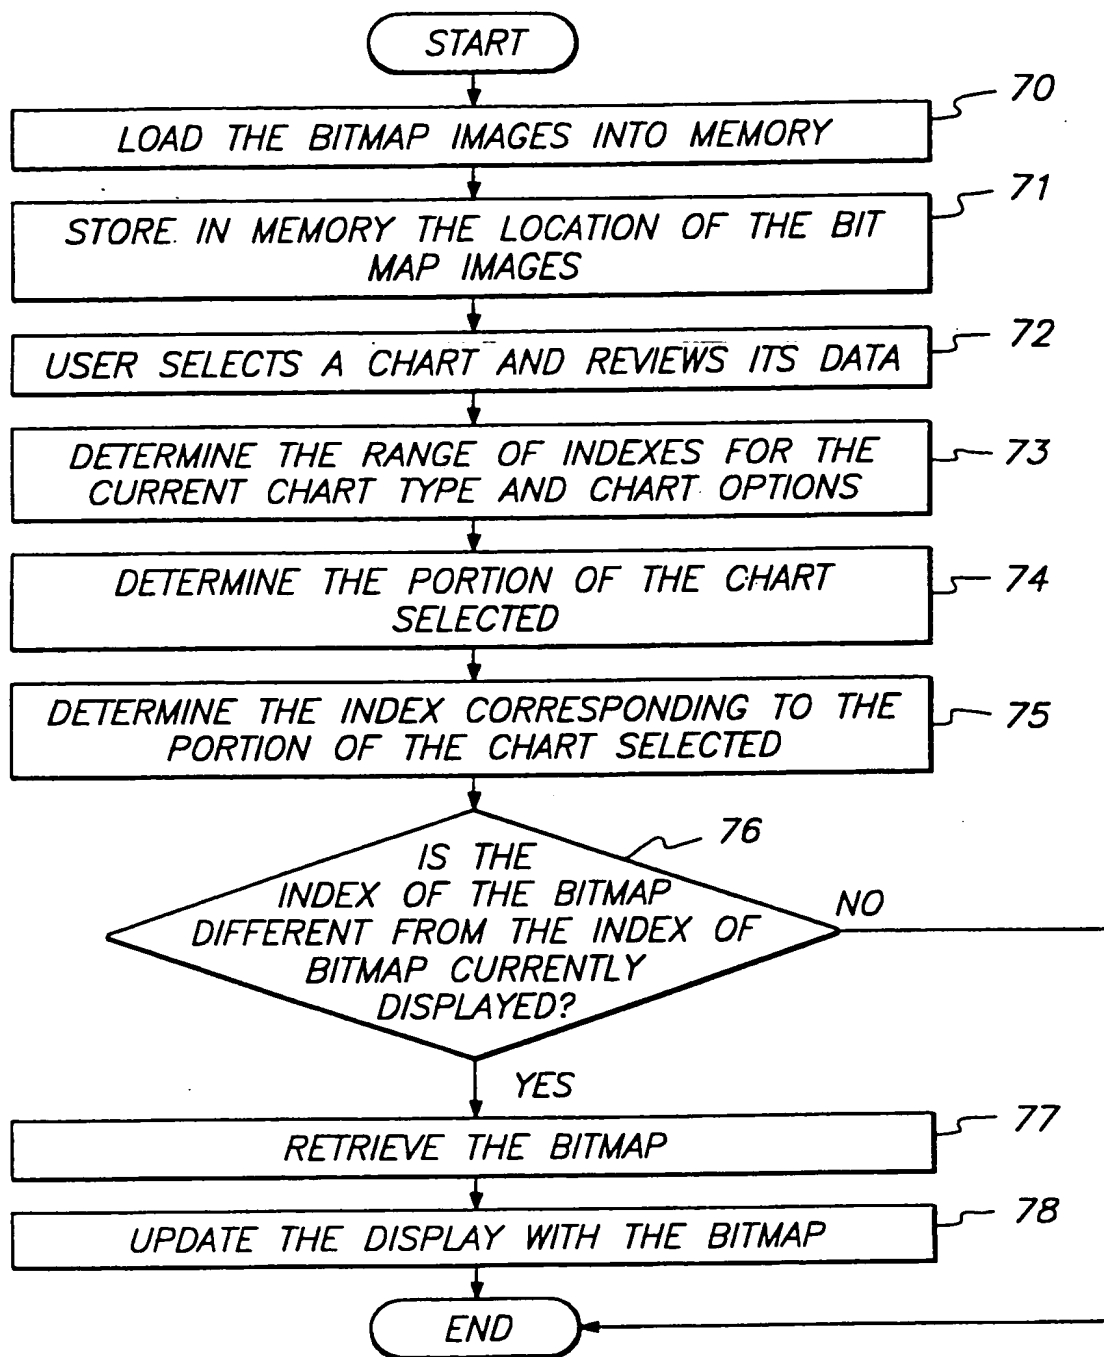 START
70
LOAD THE BITMAP IMAGES INTO MEMORY
71
STORE IN MEMORY THE LOCATION OF THE BIT
MAP IMAGES
72
USER SELECTS A CHART AND REVIEWS ITS DATA
73
DETERMINE THE RANGE OF INDEXES FOR THE
CURRENT CHART TYPE AND CHART OPTIONS
74
DETERMINE THE PORTION OF THE CHART
SELECTED
75
DETERMINE THE INDEX CORRESPONDING TO THE
PORTION OF THE CHART SELECTED
76
IS THE
INDEX OF THE BITMAP
DIFFERENT FROM THE INDEX OF
BITMAP CURRENTLY
DISPLAYED?
NO
YES
77
RETRIEVE THE BITMAP
78
UPDATE THE DISPLAY WITH THE BITMAP
END